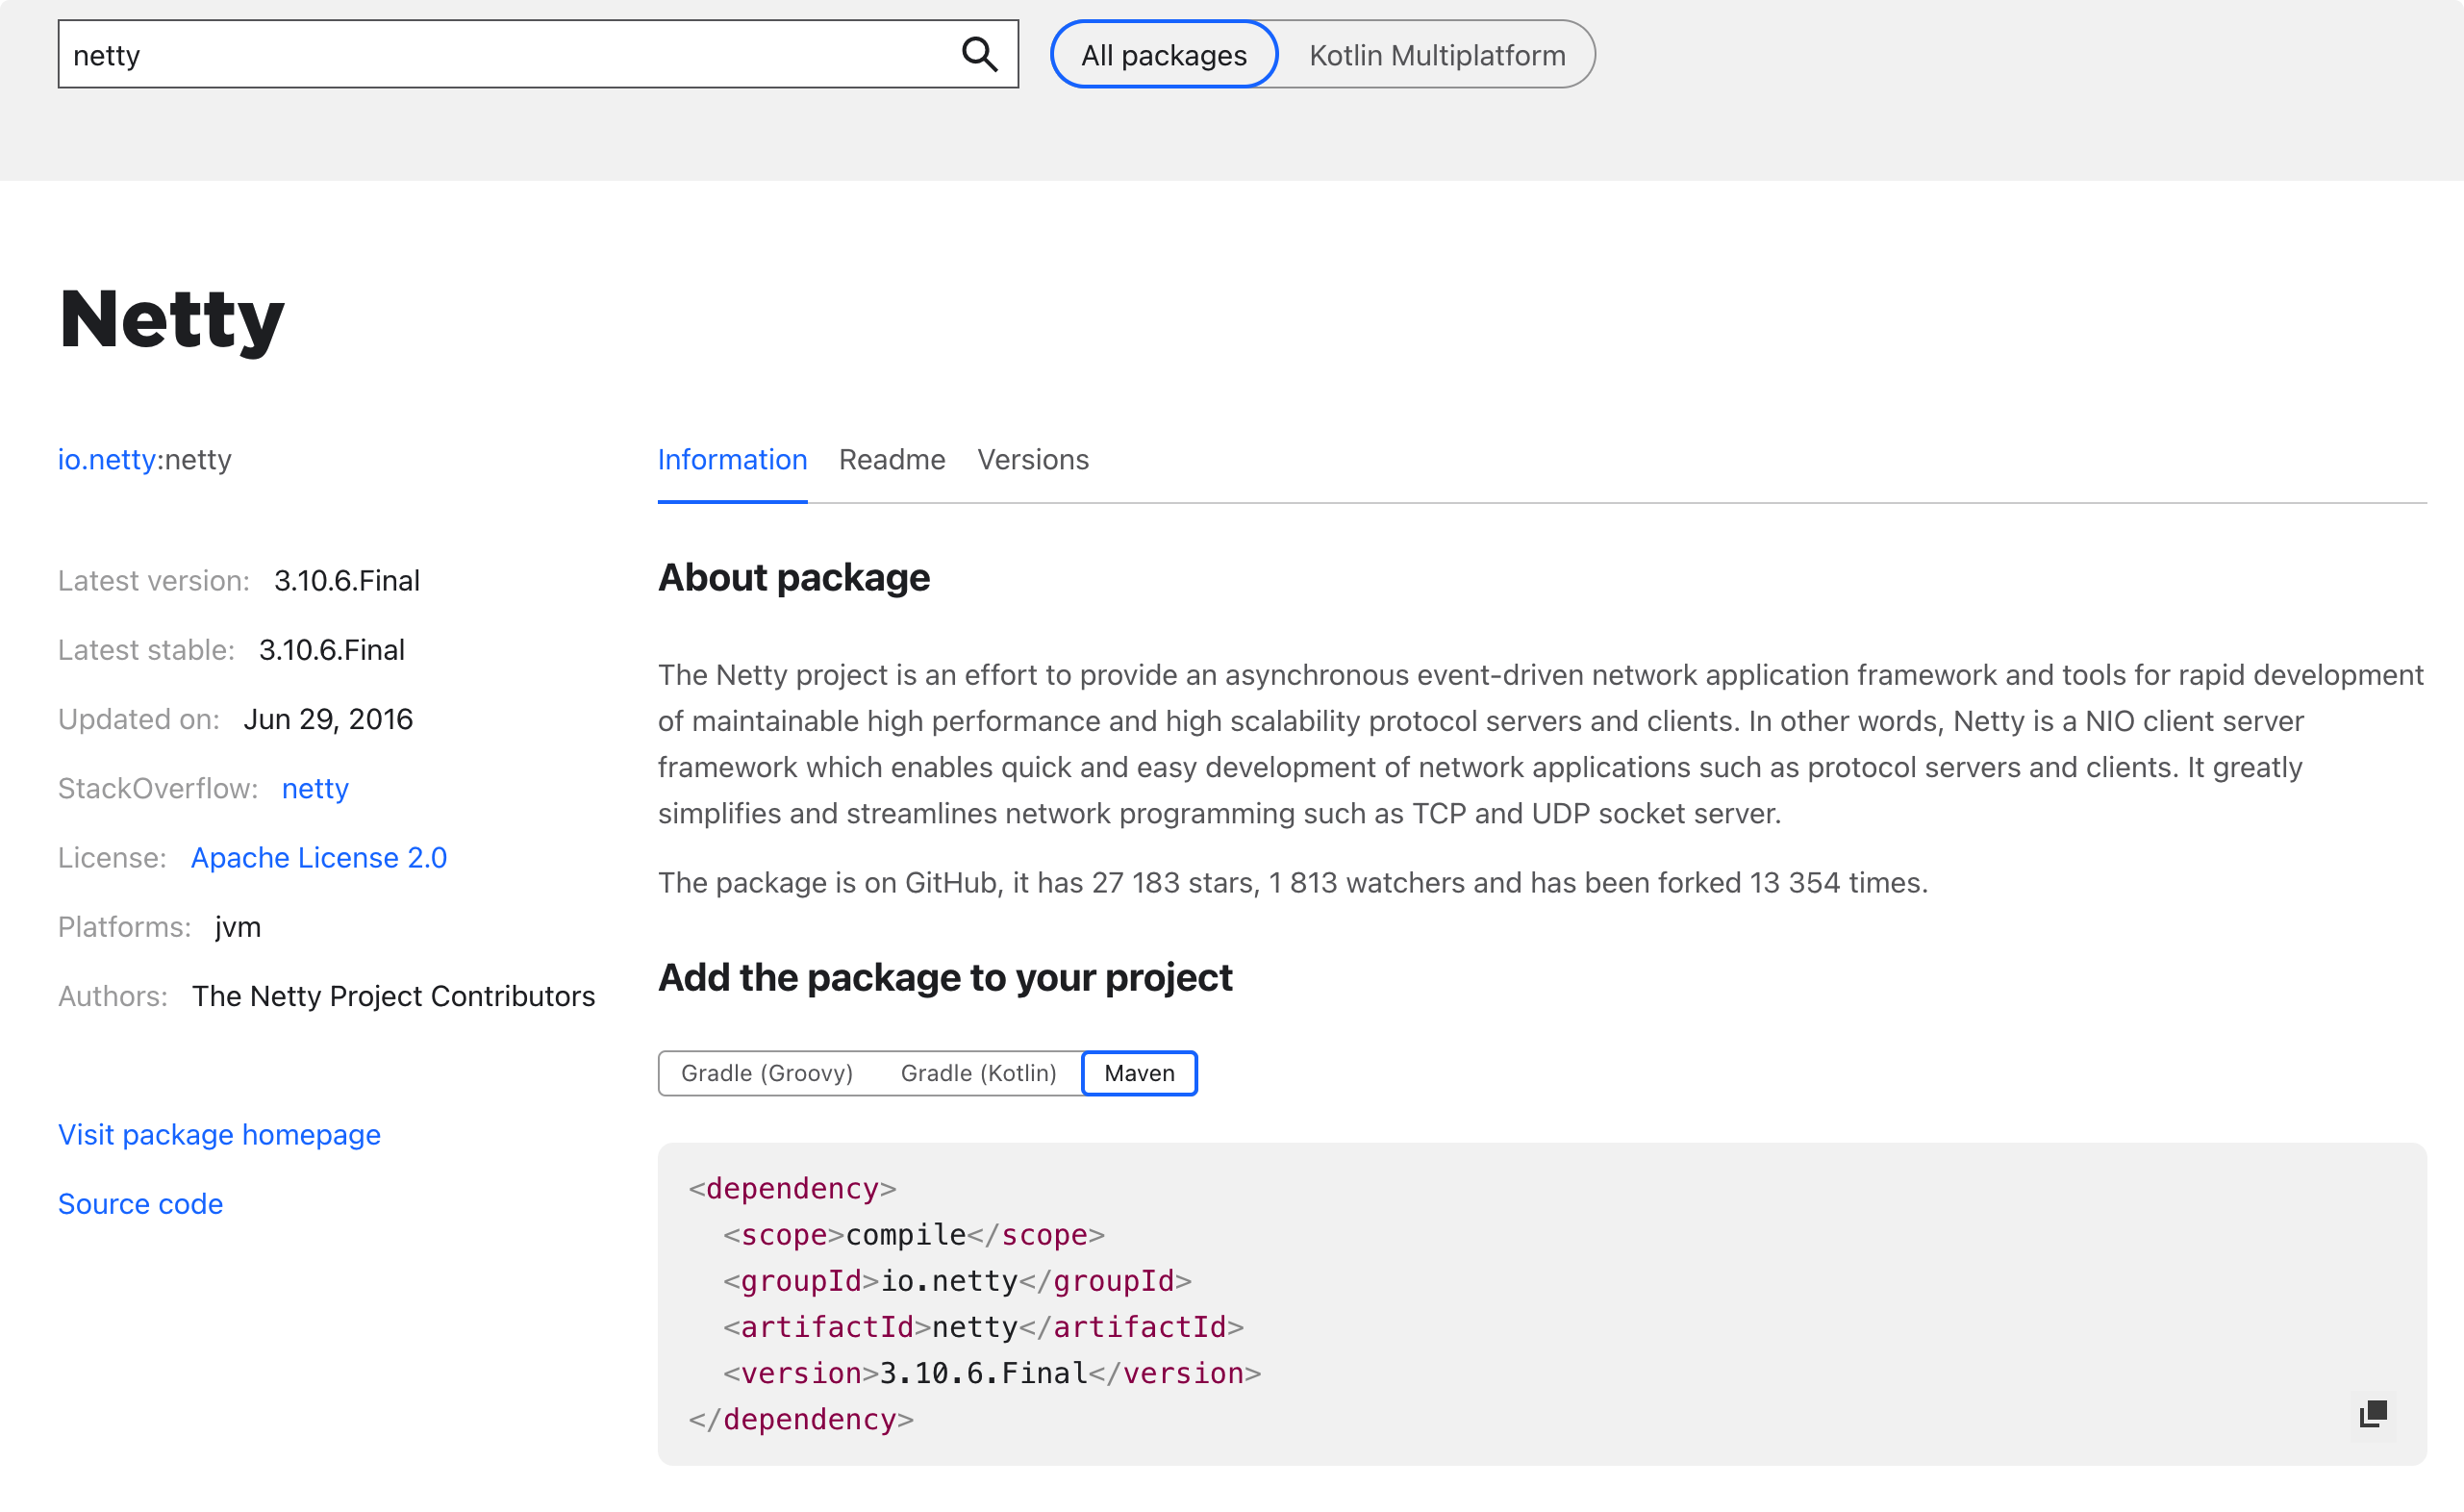 netty
All packages Kotlin Multiplatform
Netty
io.netty:netty
Latest version: 3.10.6.Final
Latest stable: 3.10.6.Final
Updated on: Jun 29, 2016
StackOverflow: netty
License: Apache License 2.0
Platforms: jvm
Authors: The Netty Project Contributors
Visit package homepage
Source code
Information Readme Versions
About package
The Netty project is an effort to provide an asynchronous event-driven network application framework and tools for rapid development
of maintainable high performance and high scalability protocol servers and clients. In other words, Netty is a NIO client server
framework which enables quick and easy development of network applications such as protocol servers and clients. It greatly
simplifies and streamlines network programming such as TCP and UDP socket server.
The package is on GitHub, it has 27 183 stars, 1 813 watchers and has been forked 13 354 times.
Add the package to your project
Gradle (Groovy) Gradle (Kotlin) Maven
<dependency>
  <scope>compile</scope>
  <groupId>io.netty</groupId>
  <artifactId>netty</artifactId>
  <version>3.10.6.Final</version>
</dependency>